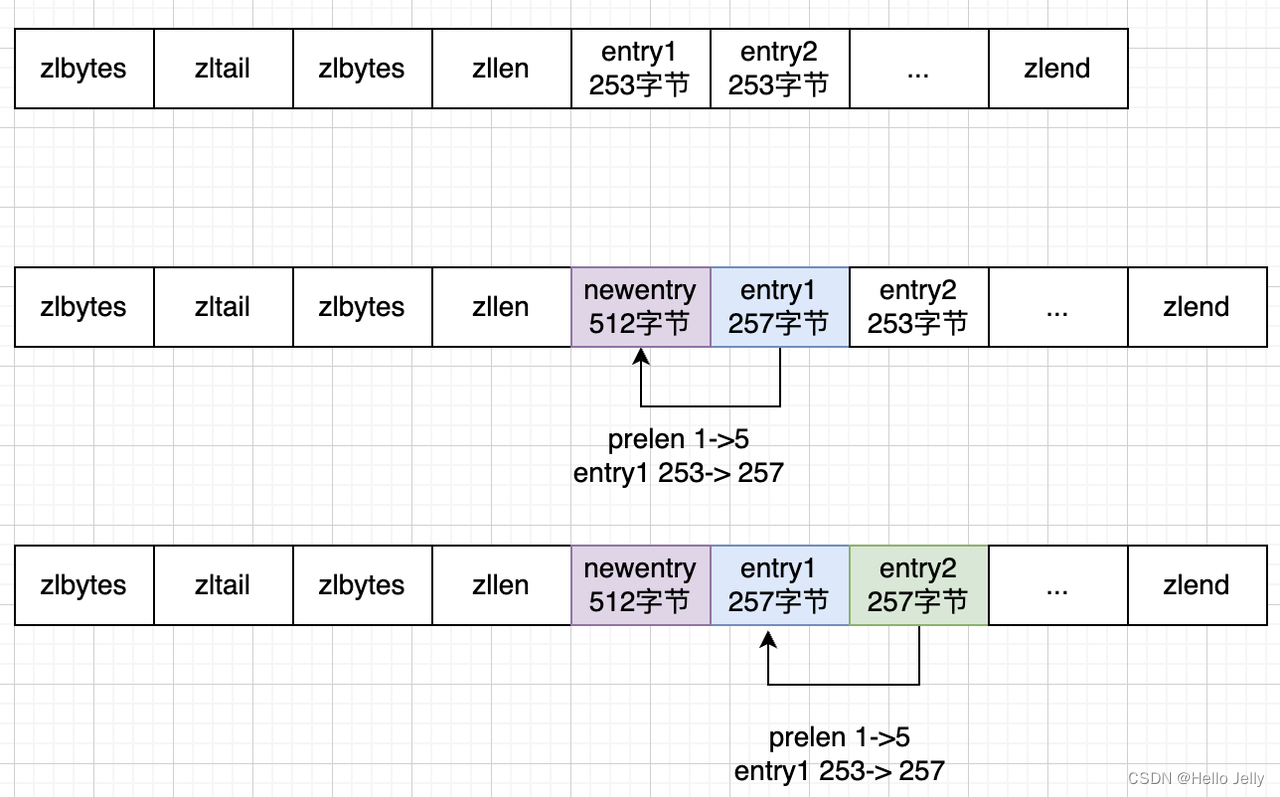 zlbytes zltail zlbytes zllen entry1 entry2 ... zlend
253字节 253字节
zlbytes zltail zlbytes zllen newentry entry1 entry2 ... zlend
512字节 257字节 253字节
prelen 1->5
entry1 253-> 257
zlbytes zltail zlbytes zllen newentry entry1 entry2 ... zlend
512字节 257字节 257字节
prelen 1->5
entry1 253-> 257
CSDN @Hello Jelly